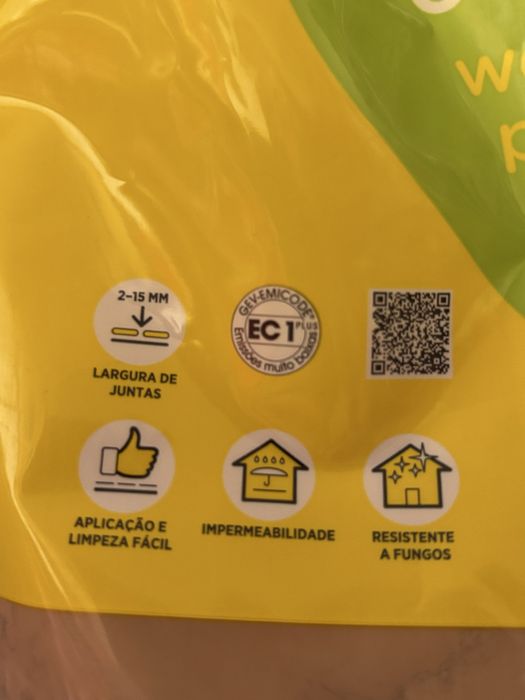 w
p
2–15 MM
LARGURA DE
JUNTAS
GEV-EMICODE®
EC 1 PLUS
Emissões muito baixas
APLICAÇÃO E
LIMPEZA FÁCIL
IMPERMEABILIDADE
RESISTENTE
A FUNGOS